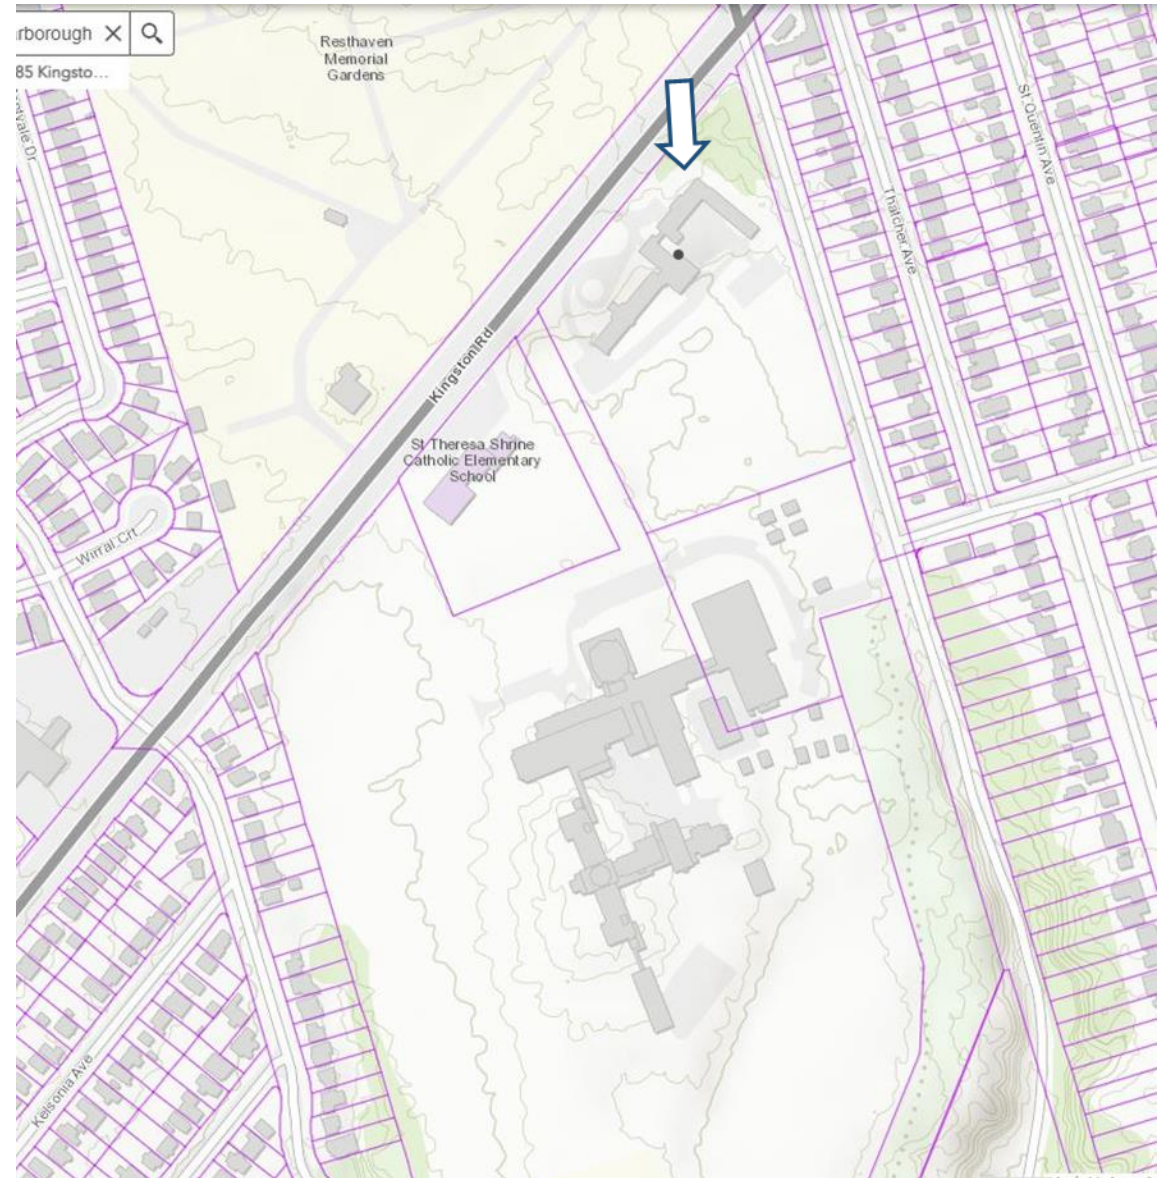 arborough
85 Kingsto...
Resthaven
Memorial
Gardens
St Quentin Ave
Thatcher Ave
Kingston Rd
St Theresa Shrine
Catholic Elementary
School
Wirral Crt
Kelsonia Ave